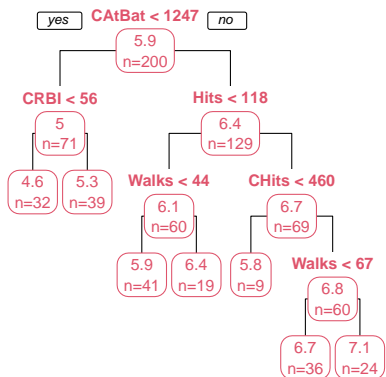 yes CAtBat < 1247 no
5.9
n=200
CRBI < 56 Hits < 118
5 6.4
n=71 n=129
Walks < 44 CHits < 460
4.6 5.3 6.1 6.7
n=32 n=39 n=60 n=69
Walks < 67
5.9 6.4 5.8 6.8
n=41 n=19 n=9 n=60
6.7 7.1
n=36 n=24